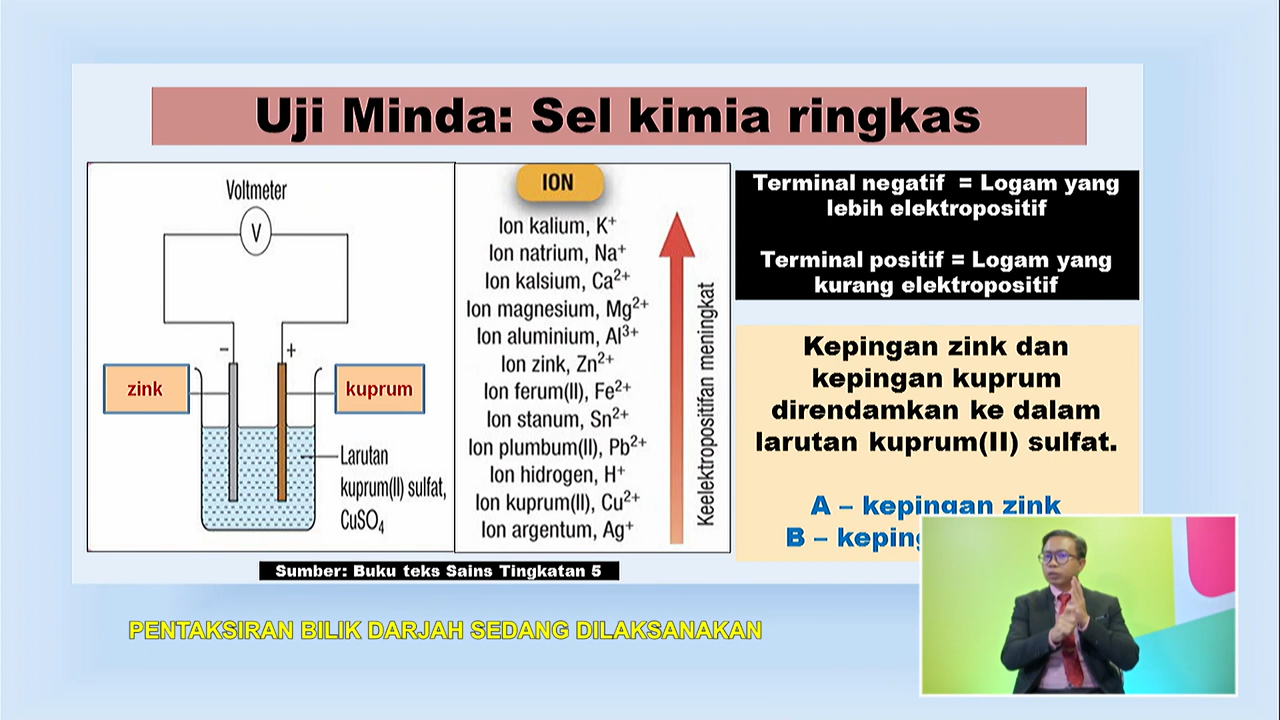 Uji Minda: Sel kimia ringkas
Voltmeter
V
−
+
zink
kuprum
Larutan
kuprum(II) sulfat,
CuSO₄
ION
Ion kalium, K⁺
Ion natrium, Na⁺
Ion kalsium, Ca²⁺
Ion magnesium, Mg²⁺
Ion aluminium, Al³⁺
Ion zink, Zn²⁺
Ion ferum(II), Fe²⁺
Ion stanum, Sn²⁺
Ion plumbum(II), Pb²⁺
Ion hidrogen, H⁺
Ion kuprum(II), Cu²⁺
Ion argentum, Ag⁺
Keelektropositifan meningkat
Terminal negatif = Logam yang
lebih elektropositif
Terminal positif = Logam yang
kurang elektropositif
Kepingan zink dan
kepingan kuprum
direndamkan ke dalam
larutan kuprum(II) sulfat.
A – kepingan zink
B –
Sumber: Buku teks Sains Tingkatan 5
PENTAKSIRAN BILIK DARJAH SEDANG DILAKSANAKAN